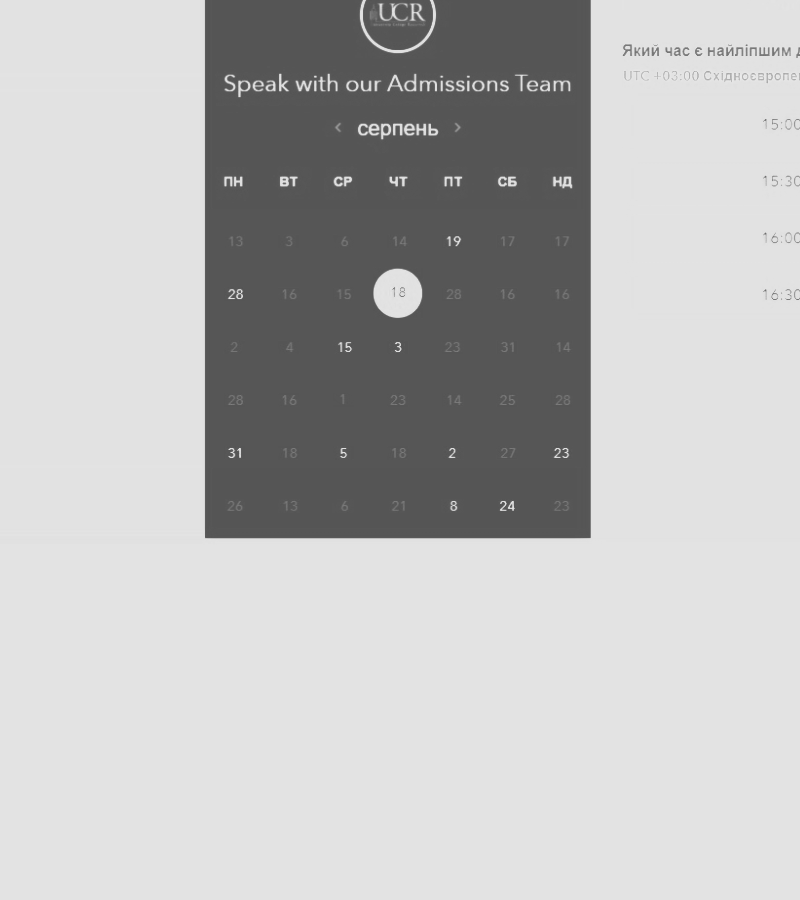 UCR
Speak with our Admissions Team
‹ серпень ›
ПН ВТ СР ЧТ ПТ СБ НД
13 3 6 14 19 17 17
28 16 15 18 28 16 16
2 4 15 3 23 31 14
28 16 1 23 14 25 28
31 18 5 18 2 27 23
26 13 6 21 8 24 23
Який час є найліпшим
UTC +03:00
15:00
15:30
16:00
16:30